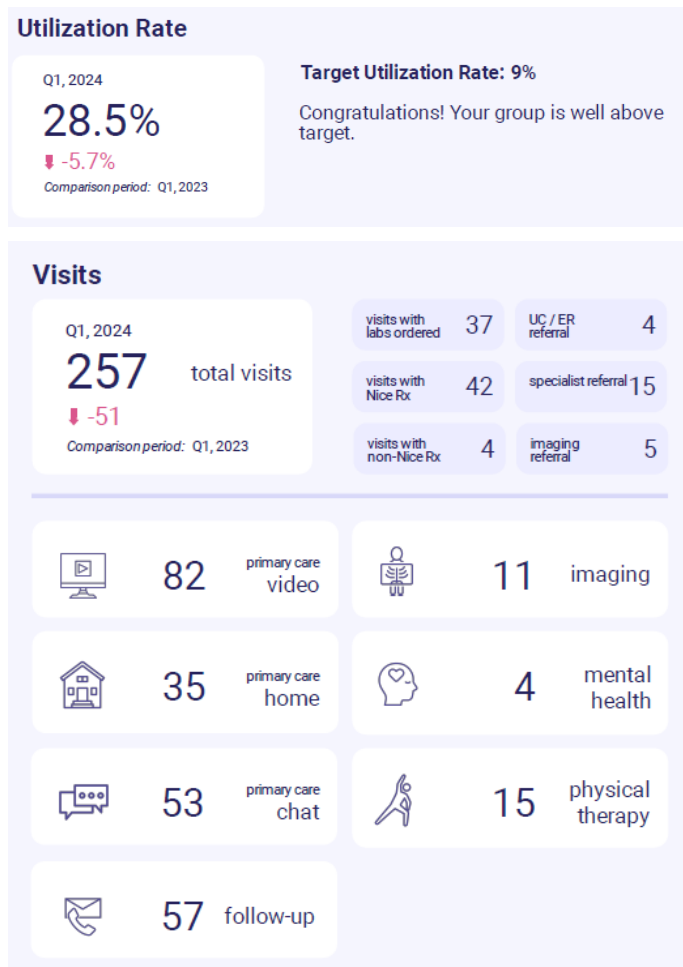 Utilization Rate
Q1, 2024
28.5%
-5.7%
Comparison period: Q1, 2023
Target Utilization Rate: 9%
Congratulations! Your group is well above
target.
Visits
Q1, 2024
257 total visits
-51
Comparison period: Q1, 2023
visits with
labs ordered 37
UC / ER
referral 4
visits with
Nice Rx 42
specialist referral 15
visits with
non-Nice Rx 4
imaging
referral 5
82 primary care
video
11 imaging
35 primary care
home
4 mental
health
53 primary care
chat
15 physical
therapy
57 follow-up